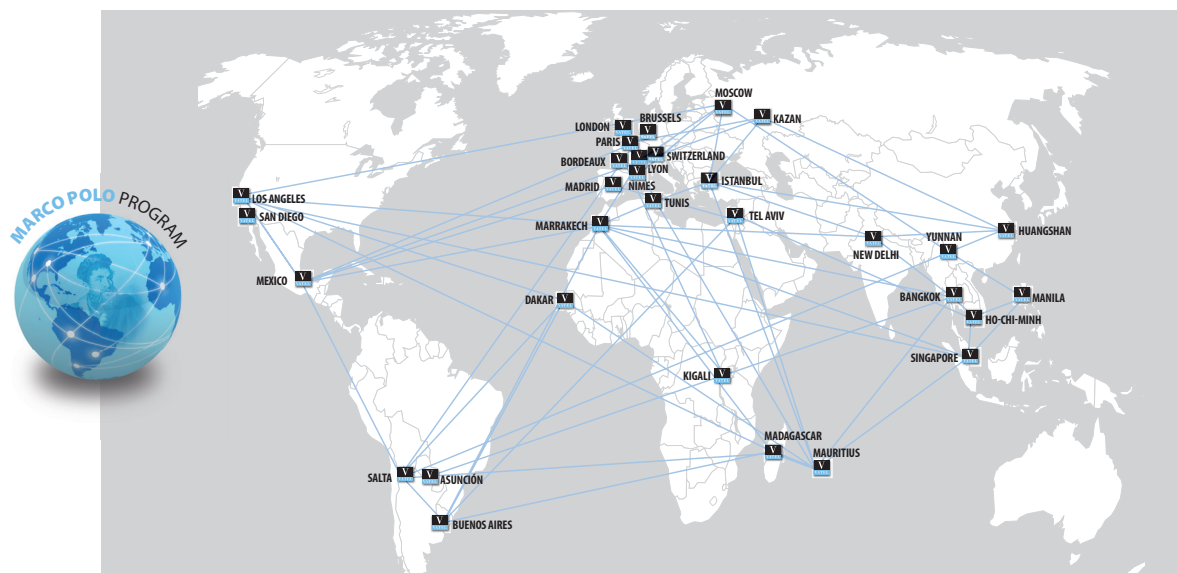 MARCO POLO PROGRAM
MOSCOW
BRUSSELS
KAZAN
LONDON
PARIS
SWITZERLAND
BORDEAUX
LYON
MADRID
NIMES
ISTANBUL
TUNIS
TEL AVIV
LOS ANGELES
SAN DIEGO
MARRAKECH
HUANGSHAN
YUNNAN
NEW DELHI
MEXICO
DAKAR
BANGKOK
MANILA
HO-CHI-MINH
SINGAPORE
KIGALI
MADAGASCAR
MAURITIUS
SALTA
ASUNCIÓN
BUENOS AIRES
V